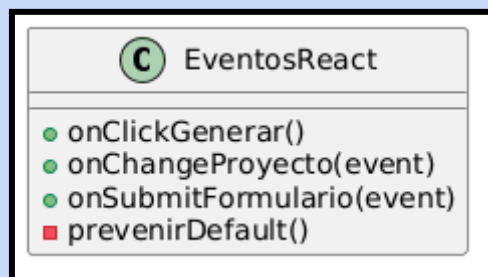 C EventosReact
onClickGenerar()
onChangeProyecto(event)
onSubmitFormulario(event)
prevenirDefault()